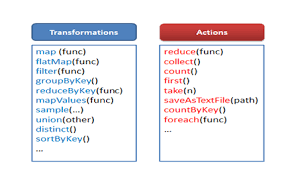 Transformations
map (func)
flatMap(func)
filter(func)
groupByKey()
reduceByKey(func)
mapValues(func)
sample(...)
union(other)
distinct()
sortByKey()
...
Actions
reduce(func)
collect()
count()
first()
take(n)
saveAsTextFile(path)
countByKey()
foreach(func)
...